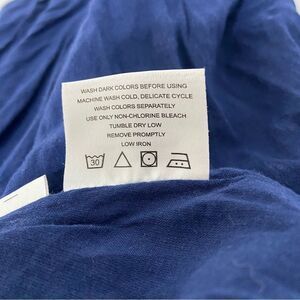 WASH DARK COLORS BEFORE USING
MACHINE WASH COLD, DELICATE CYCLE
WASH COLORS SEPARATELY
USE ONLY NON-CHLORINE BLEACH
TUMBLE DRY LOW
REMOVE PROMPTLY
LOW IRON
30